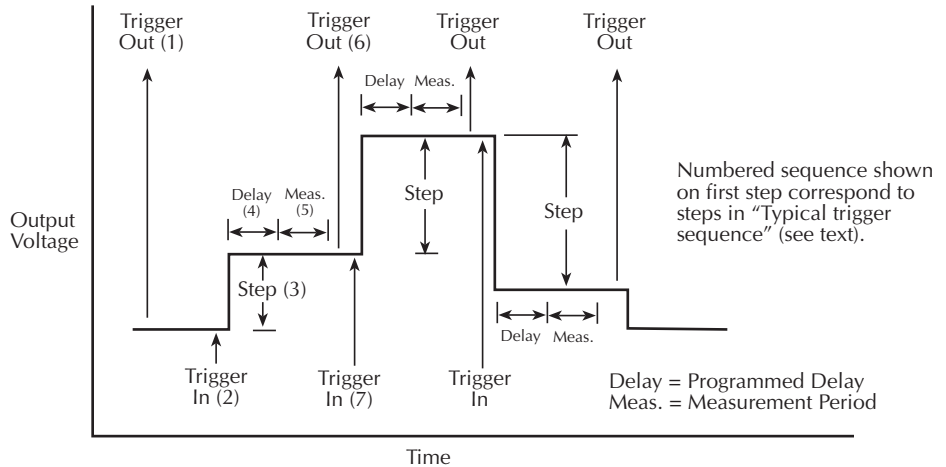 Trigger
Out (1)
Trigger
Out (6)
Trigger
Out
Trigger
Out
Delay
Meas.
Numbered sequence shown
on first step correspond to
steps in “Typical trigger
sequence” (see text).
Step
Step
Delay
(4)
Meas.
(5)
Output
Voltage
Step (3)
Delay
Meas.
Trigger
In (2)
Trigger
In (7)
Trigger
In
Delay = Programmed Delay
Meas. = Measurement Period
Time